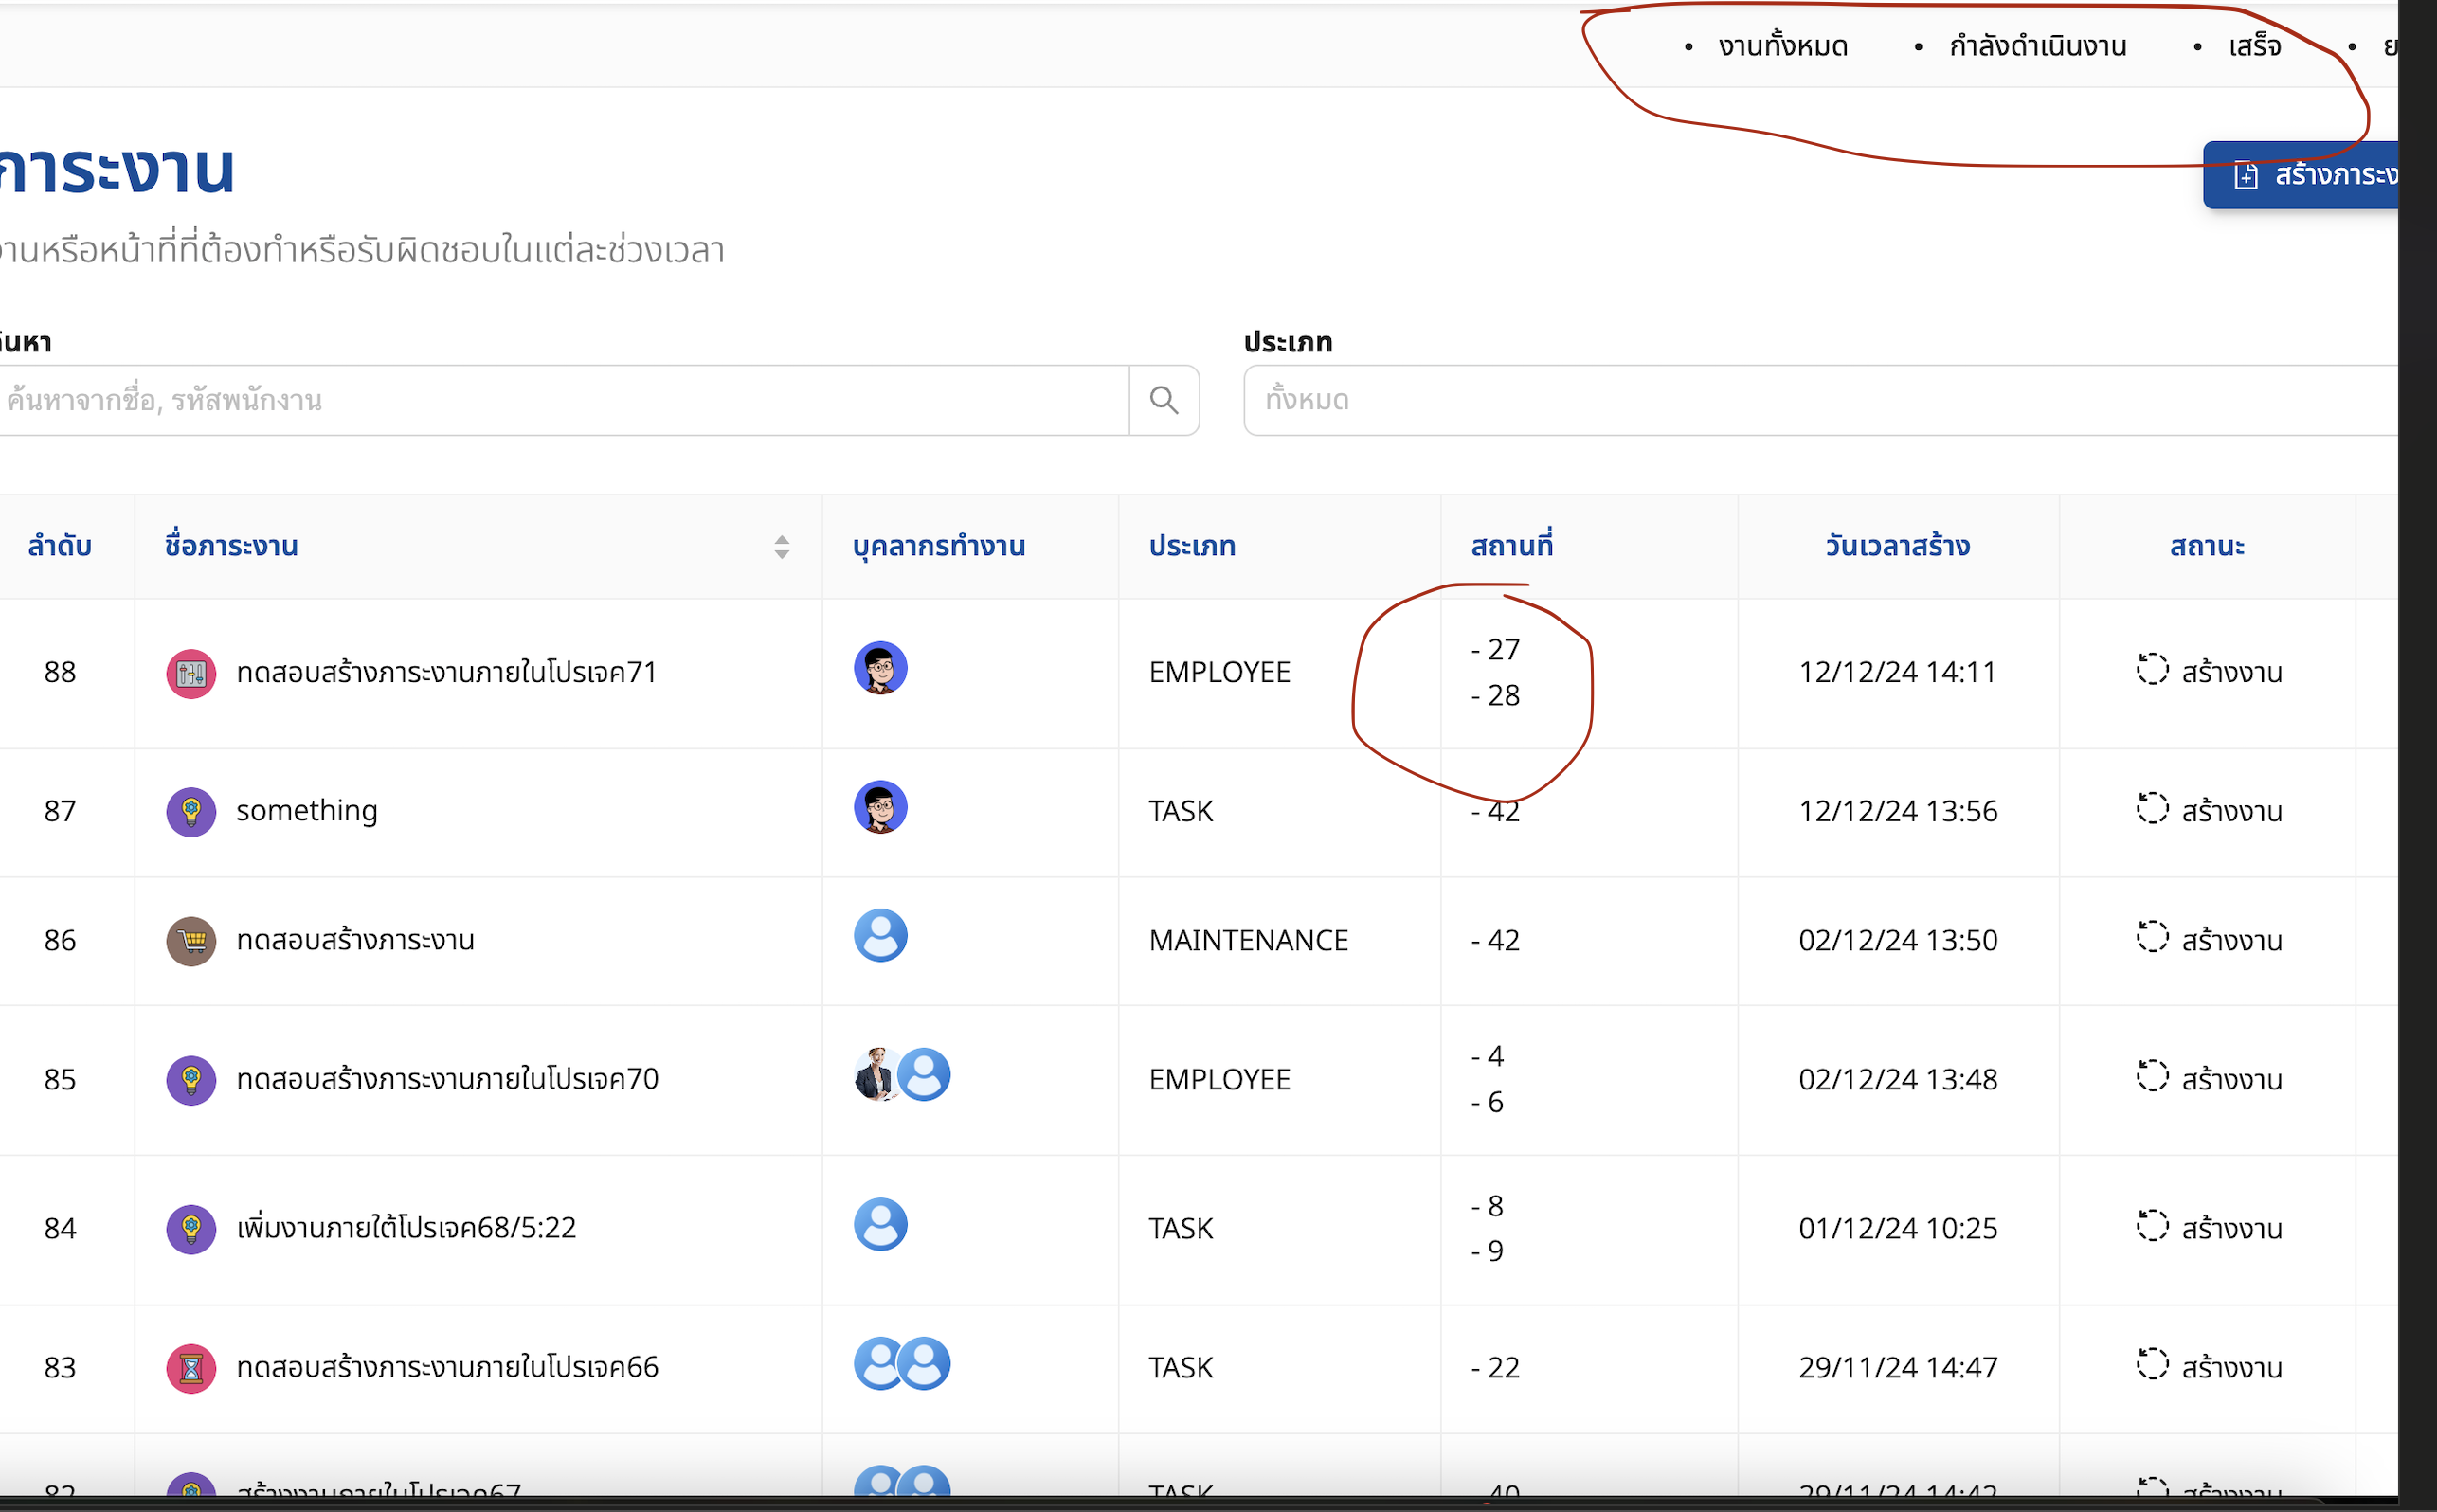 • งานทั้งหมด • กำลังดำเนินงาน • เสร็จ •
ภาระงาน
สร้างภาระง
งานหรือหน้าที่ที่ต้องทำหรือรับผิดชอบในแต่ละช่วงเวลา
ค้นหา ประเภท
ค้นหาจากชื่อ, รหัสพนักงาน ทั้งหมด
ลำดับ ชื่อภาระงาน บุคลากรทำงาน ประเภท สถานที่ วันเวลาสร้าง สถานะ
88 ทดสอบสร้างภาระงานภายในโปรเจค71 EMPLOYEE - 27 12/12/24 14:11 สร้างงาน
- 28
87 something TASK - 42 12/12/24 13:56 สร้างงาน
86 ทดสอบสร้างภาระงาน MAINTENANCE - 42 02/12/24 13:50 สร้างงาน
85 ทดสอบสร้างภาระงานภายในโปรเจค70 EMPLOYEE - 4 02/12/24 13:48 สร้างงาน
- 6
84 เพิ่มงานภายใต้โปรเจค68/5:22 TASK - 8 01/12/24 10:25 สร้างงาน
- 9
83 ทดสอบสร้างภาระงานภายในโปรเจค66 TASK - 22 29/11/24 14:47 สร้างงาน
82 สร้างงานภายในโปรเจค67 TASK 40 29/11/24 14:42 สร้างงาน